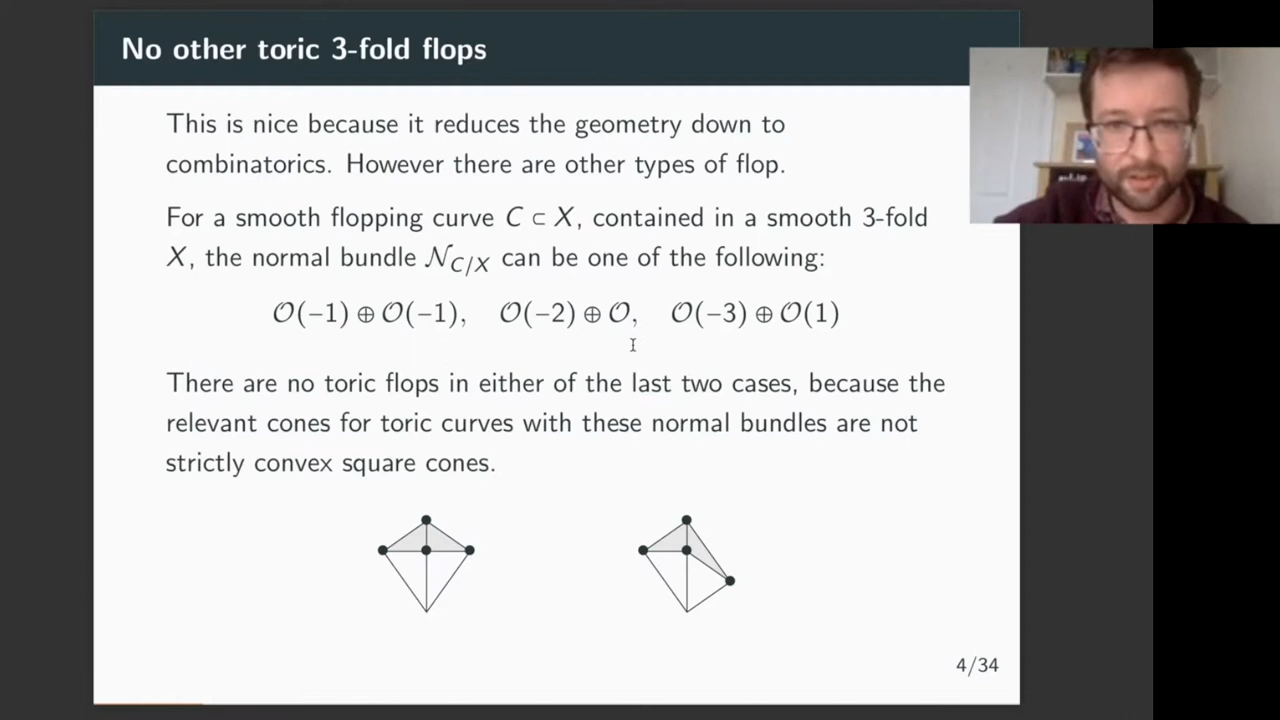 No other toric 3-fold flops
This is nice because it reduces the geometry down to
combinatorics. However there are other types of flop.
For a smooth flopping curve C ⊂ X, contained in a smooth 3-fold
X, the normal bundle 𝒩_{C/X} can be one of the following:
𝒪(−1) ⊕ 𝒪(−1), 𝒪(−2) ⊕ 𝒪, 𝒪(−3) ⊕ 𝒪(1)
There are no toric flops in either of the last two cases, because the
relevant cones for toric curves with these normal bundles are not
strictly convex square cones.
4/34